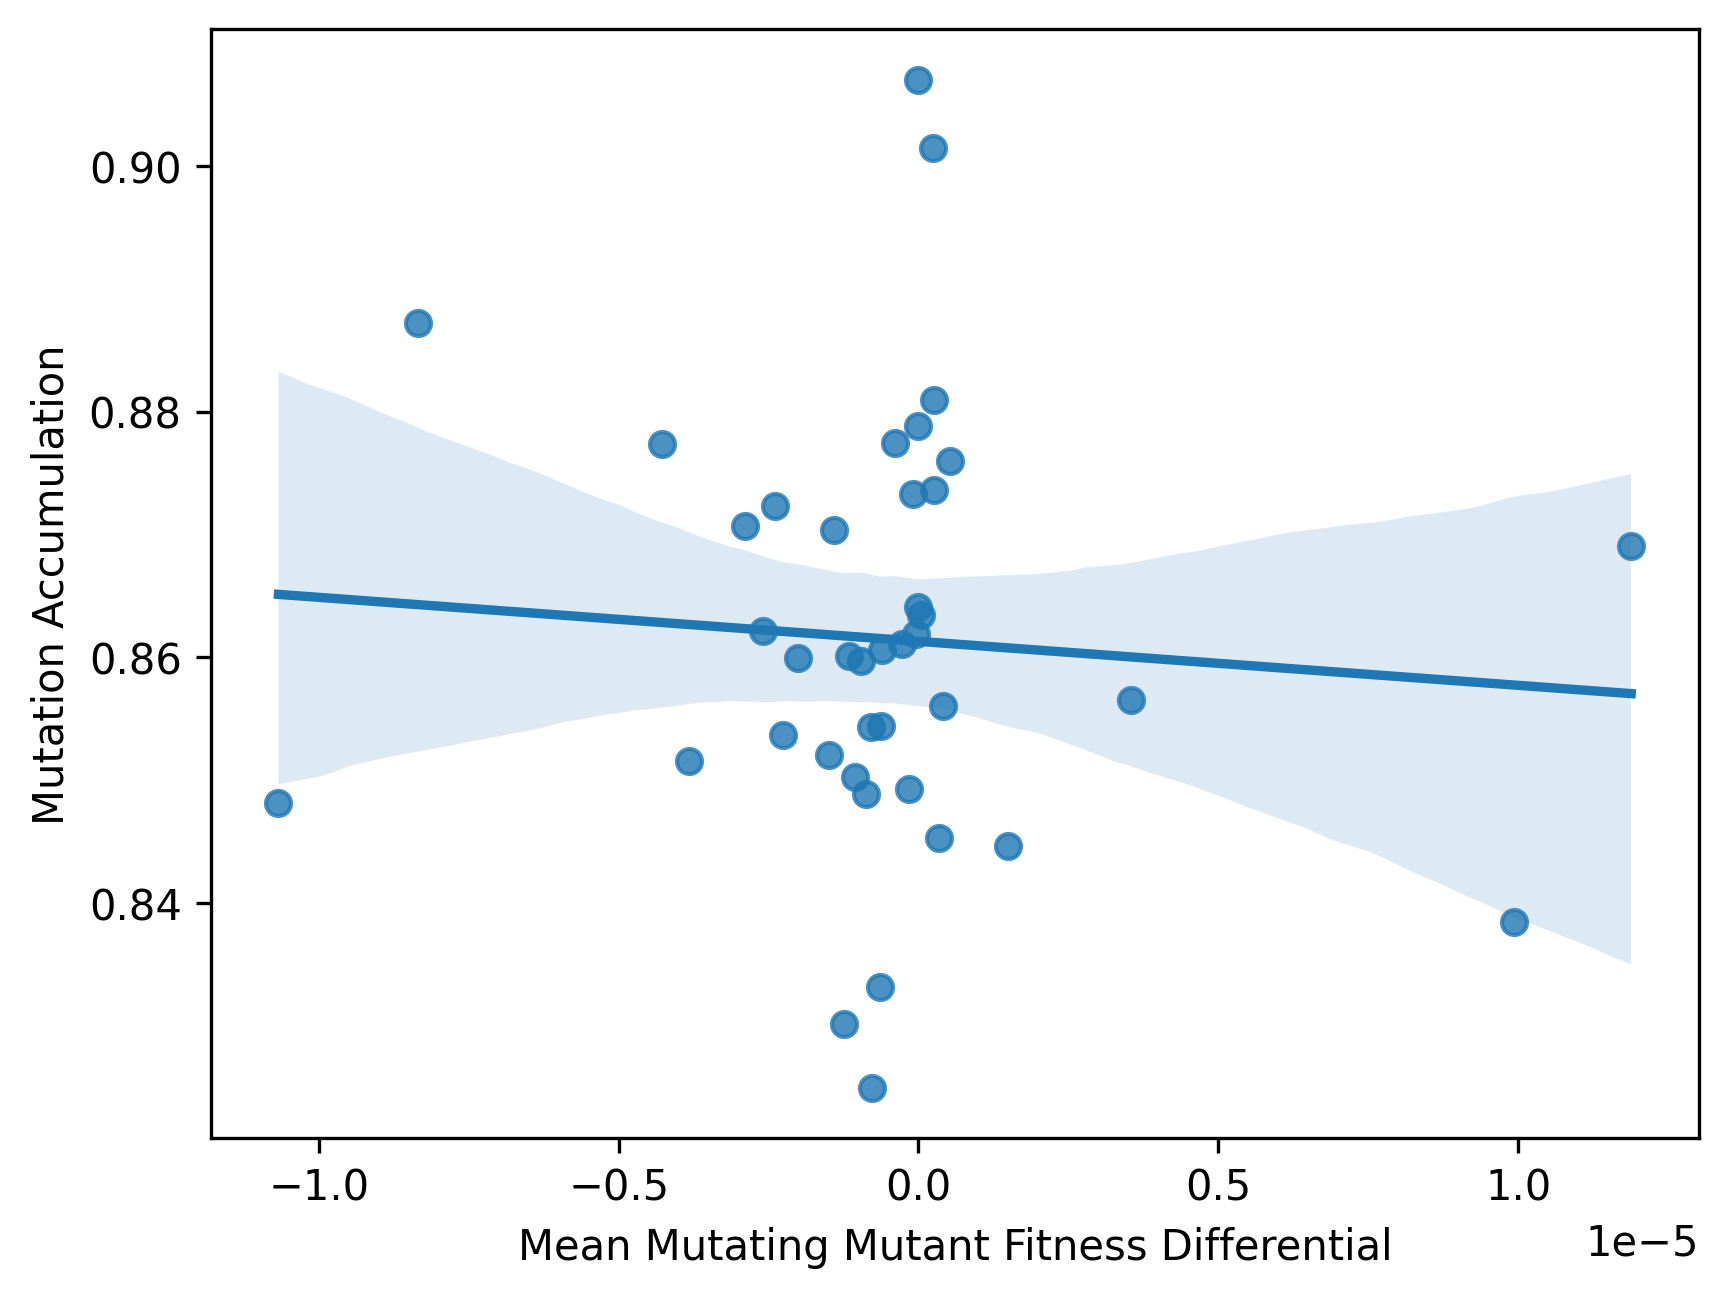 0.90
0.88
0.86
0.84
Mutation Accumulation
−1.0 −0.5 0.0 0.5 1.0
1e−5
Mean Mutating Mutant Fitness Differential